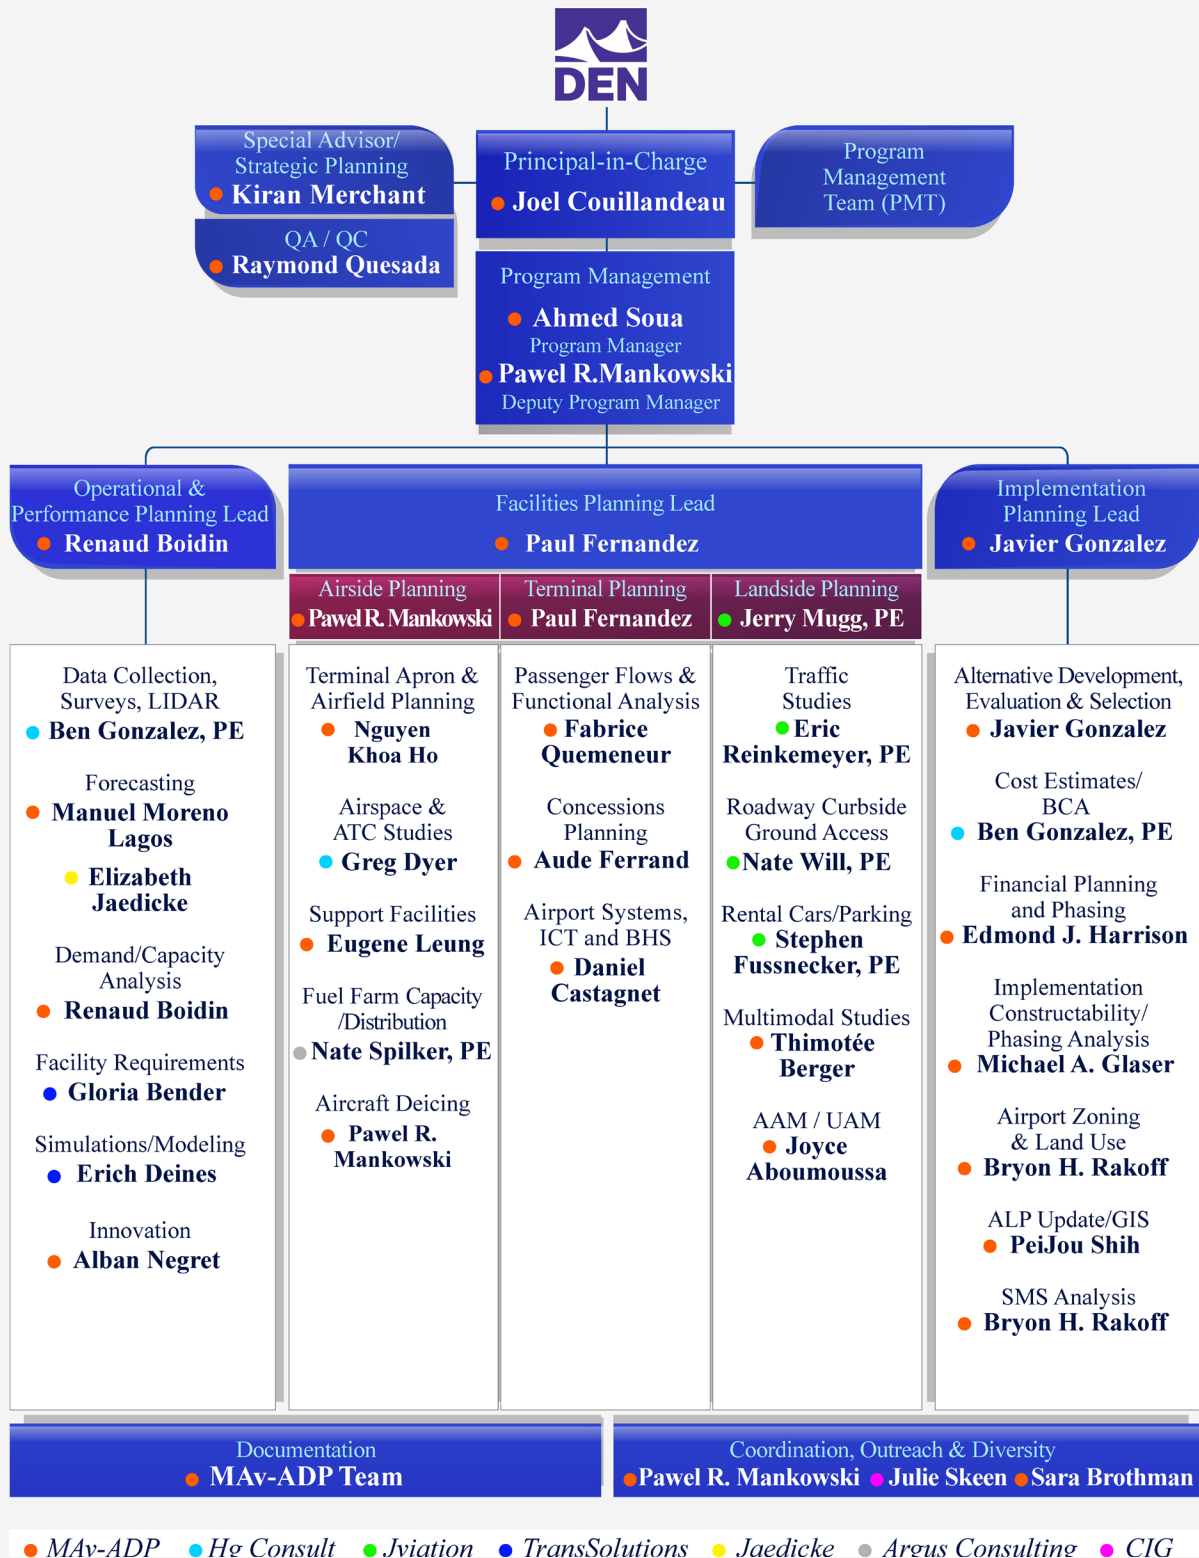 DEN
Special Advisor/
Strategic Planning
Kiran Merchant
QA / QC
Raymond Quesada
Principal-in-Charge
Joel Couillandeau
Program
Management
Team (PMT)
Program Management
Ahmed Soua
Program Manager
Pawel R.Mankowski
Deputy Program Manager
Operational &
Performance Planning Lead
Renaud Boidin
Facilities Planning Lead
Paul Fernandez
Implementation
Planning Lead
Javier Gonzalez
Airside Planning
Pawel R. Mankowski
Terminal Planning
Paul Fernandez
Landside Planning
Jerry Mugg, PE
Data Collection,
Surveys, LIDAR
Ben Gonzalez, PE
Forecasting
Manuel Moreno
Lagos
Elizabeth
Jaedicke
Demand/Capacity
Analysis
Renaud Boidin
Facility Requirements
Gloria Bender
Simulations/Modeling
Erich Deines
Innovation
Alban Negret
Terminal Apron &
Airfield Planning
Nguyen
Khoa Ho
Airspace &
ATC Studies
Greg Dyer
Support Facilities
Eugene Leung
Fuel Farm Capacity
/Distribution
Nate Spilker, PE
Aircraft Deicing
Pawel R.
Mankowski
Passenger Flows &
Functional Analysis
Fabrice
Quemeneur
Concessions
Planning
Aude Ferrand
Airport Systems,
ICT and BHS
Daniel
Castagnet
Traffic
Studies
Eric
Reinkemeyer, PE
Roadway Curbside
Ground Access
Nate Will, PE
Rental Cars/Parking
Stephen
Fussnecker, PE
Multimodal Studies
Thimotée
Berger
AAM / UAM
Joyce
Aboumoussa
Alternative Development,
Evaluation & Selection
Javier Gonzalez
Cost Estimates/
BCA
Ben Gonzalez, PE
Financial Planning
and Phasing
Edmond J. Harrison
Implementation
Constructability/
Phasing Analysis
Michael A. Glaser
Airport Zoning
& Land Use
Bryon H. Rakoff
ALP Update/GIS
PeiJou Shih
SMS Analysis
Bryon H. Rakoff
Documentation
MAv-ADP Team
Coordination, Outreach & Diversity
Pawel R. Mankowski Julie Skeen Sara Brothman
MAv-ADP Hg Consult Jviation TransSolutions Jaedicke Argus Consulting CIG